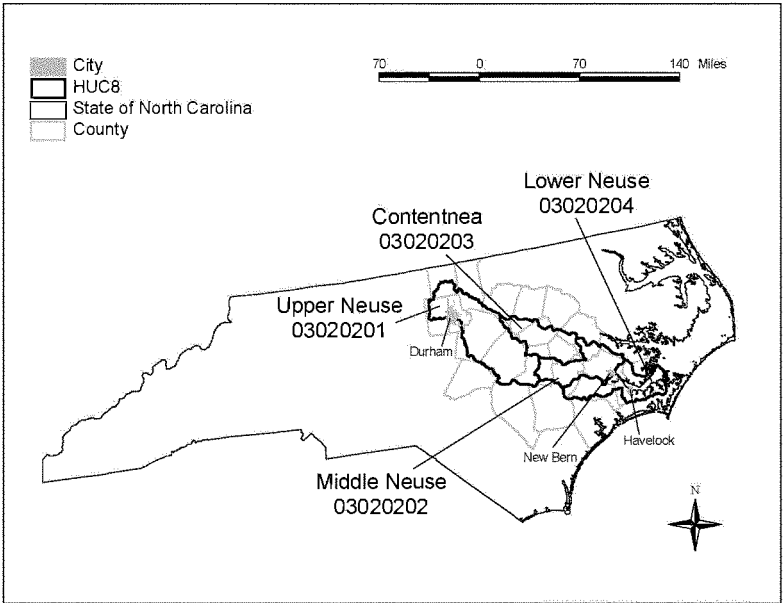 City
HUC8
State of North Carolina
County
70 0 70 140 Miles
Lower Neuse
03020204
Contentnea
03020203
Upper Neuse
03020201
Durham
Havelock
New Bern
Middle Neuse
03020202
N